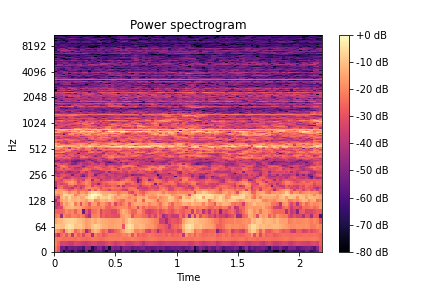 Power spectrogram
+0 dB
8192
-10 dB
4096
-20 dB
2048
-30 dB
1024
Hz
-40 dB
512
-50 dB
256
128
-60 dB
64
-70 dB
0
-80 dB
0
0.5
1
1.5
2
Time